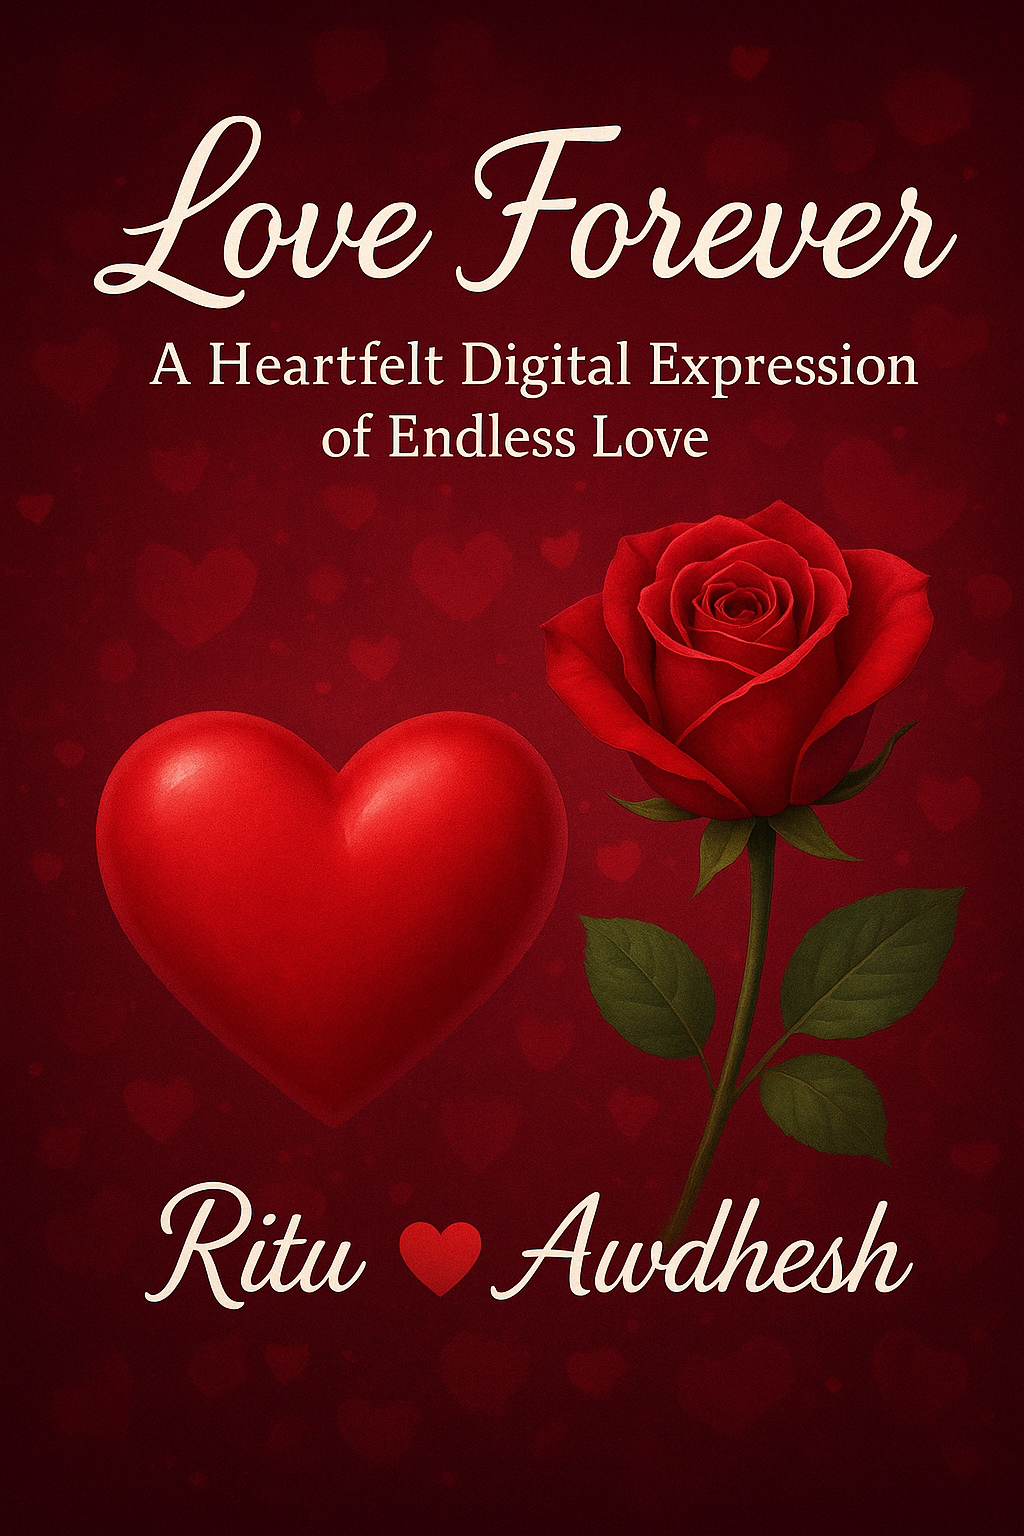 Love Forever
A Heartfelt Digital Expression
of Endless Love
Ritu ❤ Awdhesh